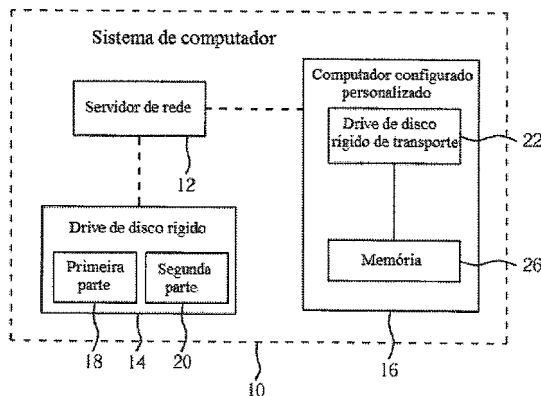 Sistema de computador
Computador configurado
personalizado
Servidor de rede
Drive de disco
rígido de transporte
22
12
Drive de disco rígido
Primeira
parte
Segunda
parte
Memória
26
18
14
20
16
10